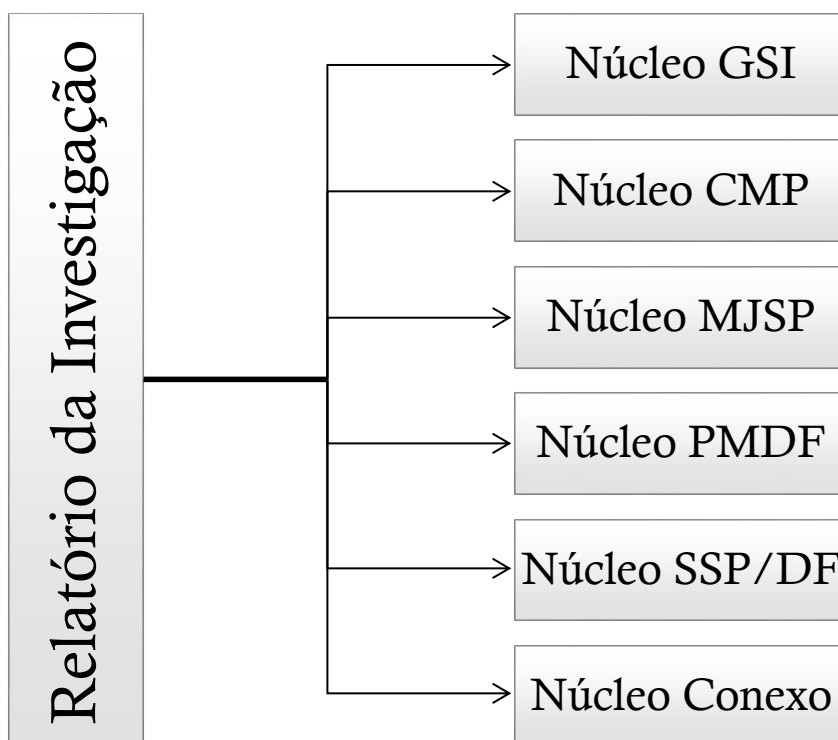 Relatório da Investigação
Núcleo GSI
Núcleo CMP
Núcleo MJSP
Núcleo PMDF
Núcleo SSP/DF
Núcleo Conexo